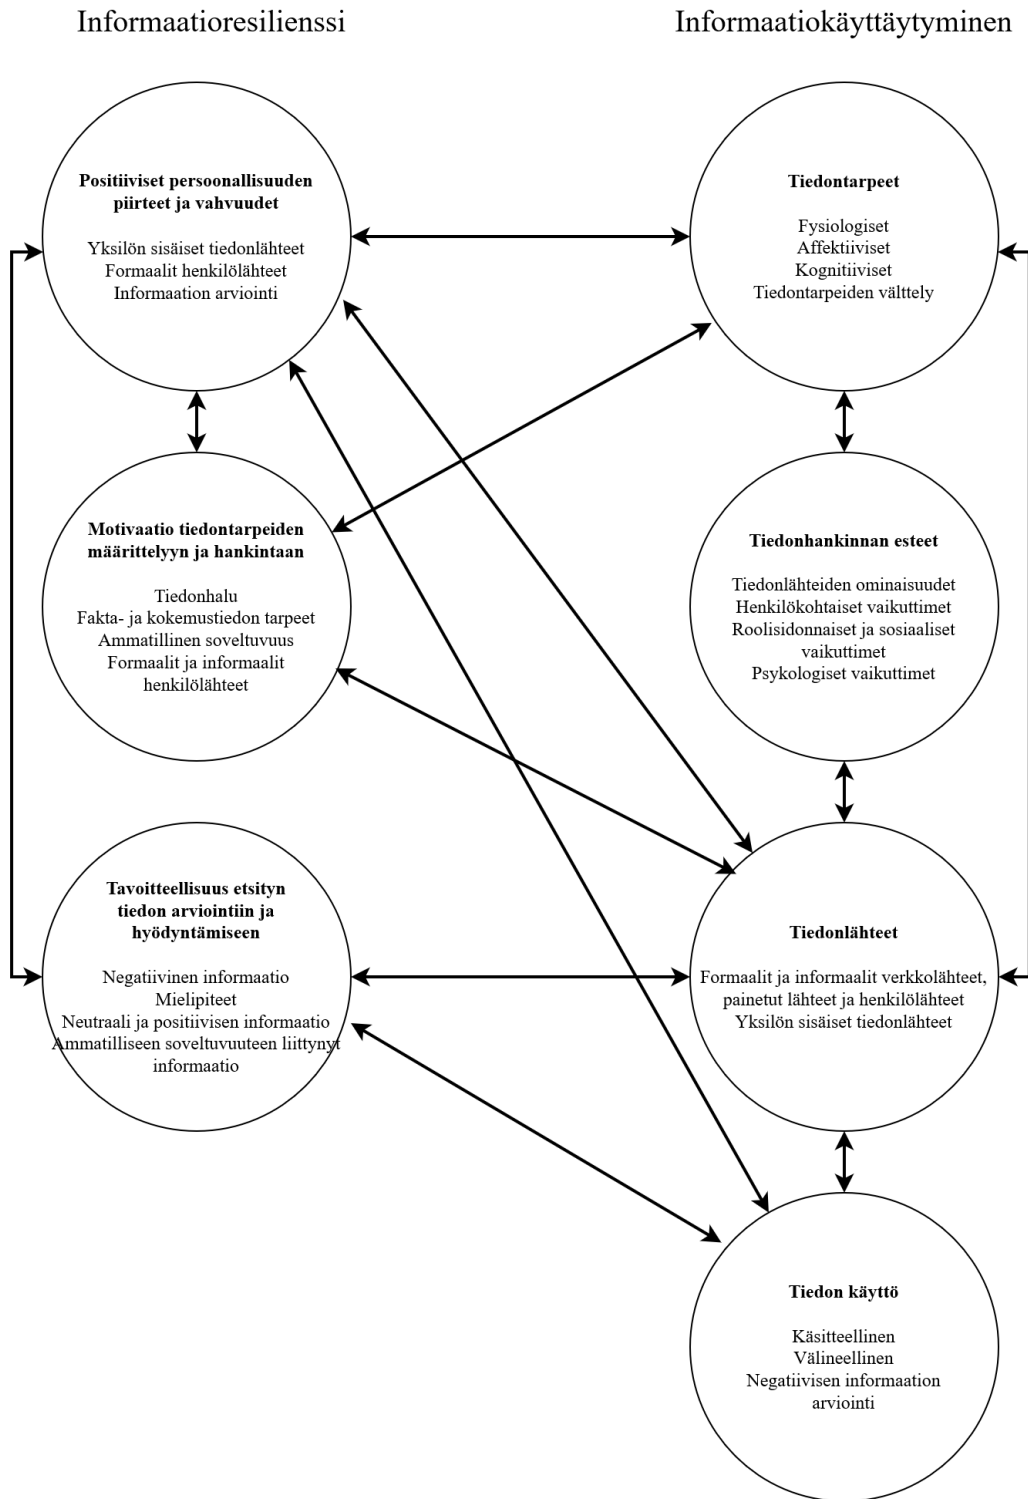 Informaatioresilienssi
Informaatiokäyttäytyminen
Positiiviset persoonallisuuden
piirteet ja vahvuudet
Yksilön sisäiset tiedonlähteet
Formaalit henkilölähteet
Informaation arviointi
Tiedontarpeet
Fysiologiset
Affektiiviset
Kognitiiviset
Tiedontarpeiden välttely
Motivaatio tiedontarpeiden
määrittelyyn ja hankintaan
Tiedonhalu
Fakta- ja kokemustiedon tarpeet
Ammatillinen soveltuvuus
Formaalit ja informaalit
henkilölähteet
Tiedonhankinnan esteet
Tiedonlähteiden ominaisuudet
Henkilökohtaiset vaikuttimet
Roolisidonnaiset ja sosiaaliset
vaikuttimet
Psykologiset vaikuttimet
Tavoitteellisuus etsityn
tiedon arviointiin ja
hyödyntämiseen
Negatiivinen informaatio
Mielipiteet
Neutraali ja positiivisen informaatio
Ammatilliseen soveltuvuuteen liittynyt
informaatio
Tiedonlähteet
Formaalit ja informaalit verkkolähteet,
painetut lähteet ja henkilölähteet
Yksilön sisäiset tiedonlähteet
Tiedon käyttö
Käsitteellinen
Välineellinen
Negatiivisen informaation
arviointi